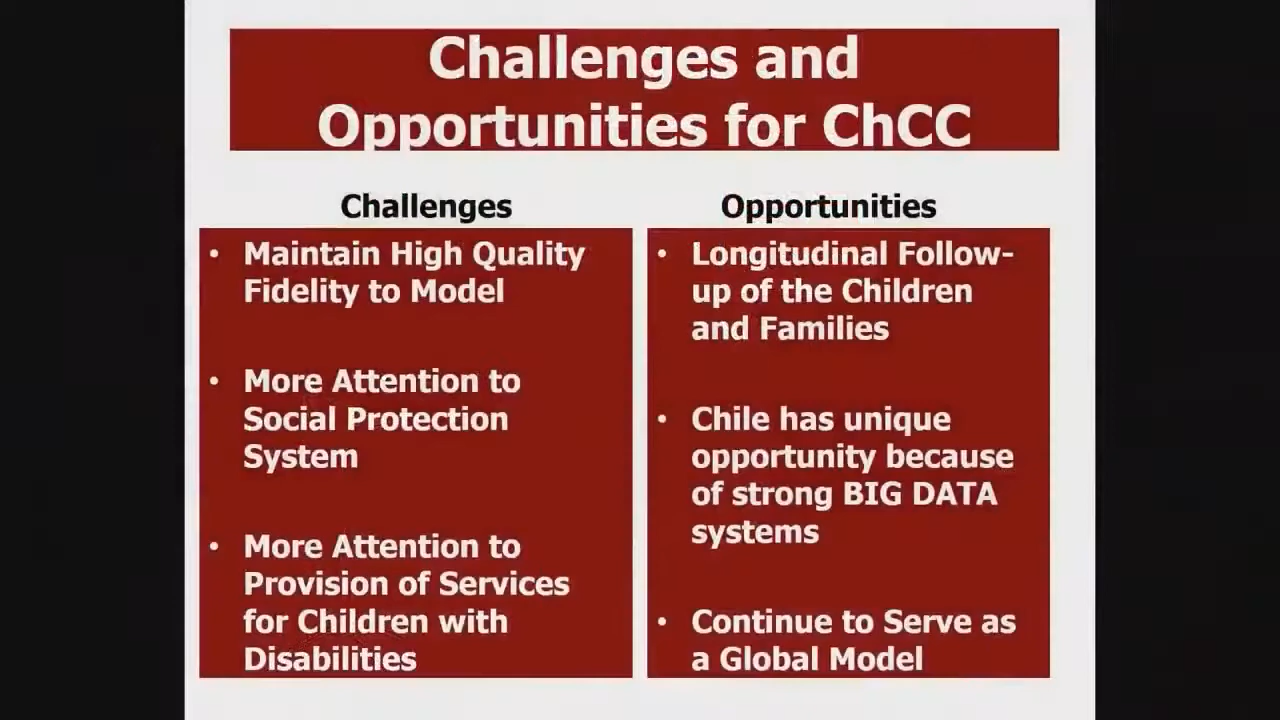 Challenges and
Opportunities for ChCC
Challenges
• Maintain High Quality
Fidelity to Model
• More Attention to
Social Protection
System
• More Attention to
Provision of Services
for Children with
Disabilities
Opportunities
• Longitudinal Follow-
up of the Children
and Families
• Chile has unique
opportunity because
of strong BIG DATA
systems
• Continue to Serve as
a Global Model